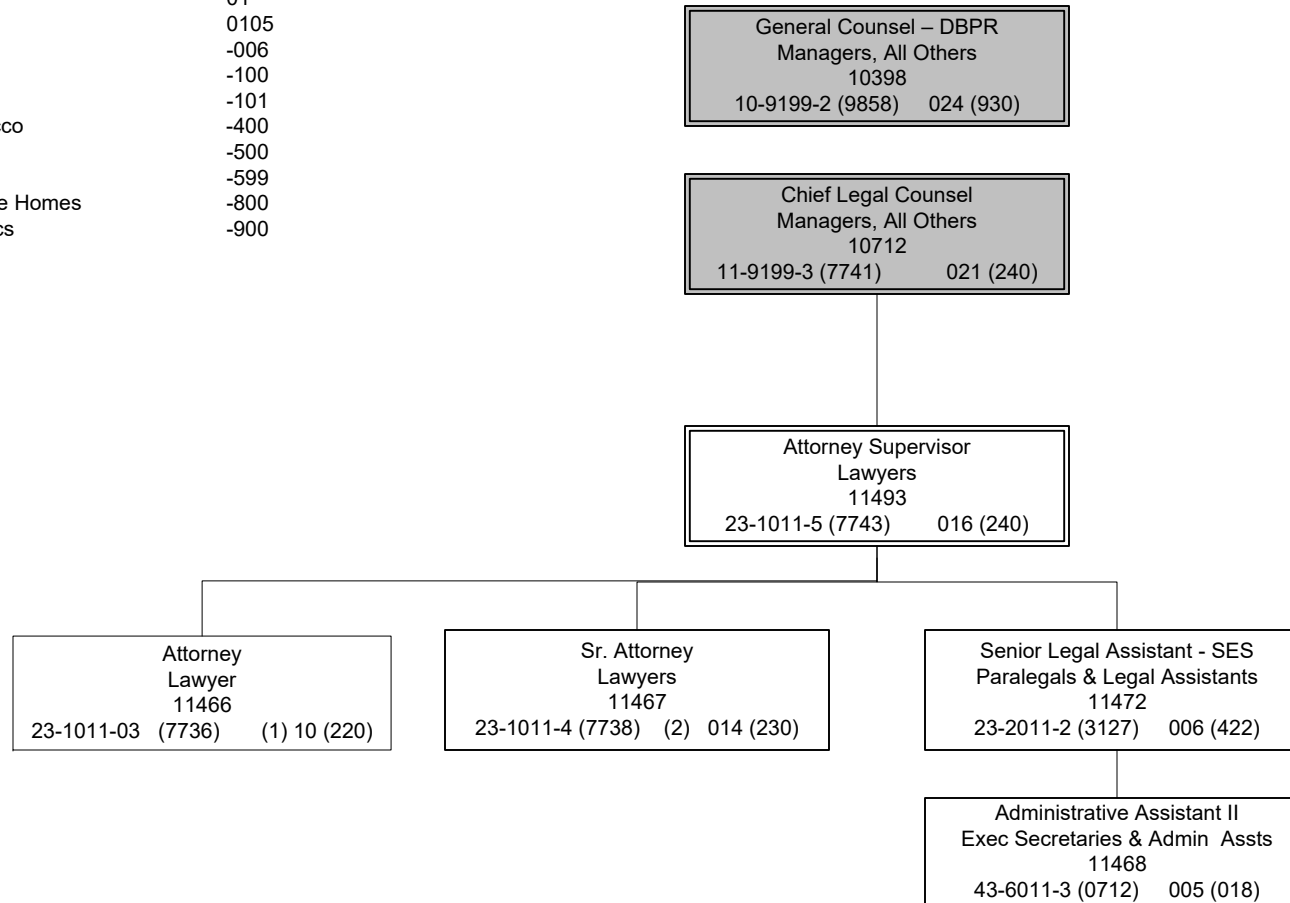 0105
-006
-100
-101
-400
-500
-599
e Homes -800
-900
General Counsel – DBPR
Managers, All Others
10398
10-9199-2 (9858) 024 (930)
Chief Legal Counsel
Managers, All Others
10712
11-9199-3 (7741) 021 (240)
Attorney Supervisor
Lawyers
11493
23-1011-5 (7743) 016 (240)
Attorney
Lawyer
11466
23-1011-03 (7736) (1) 10 (220)
Sr. Attorney
Lawyers
11467
23-1011-4 (7738) (2) 014 (230)
Senior Legal Assistant - SES
Paralegals & Legal Assistants
11472
23-2011-2 (3127) 006 (422)
Administrative Assistant II
Exec Secretaries & Admin Assts
11468
43-6011-3 (0712) 005 (018)